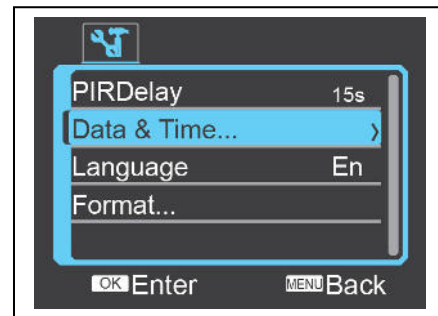 PIRDelay 15s
Data & Time... >
Language En
Format...
OK Enter MENU Back